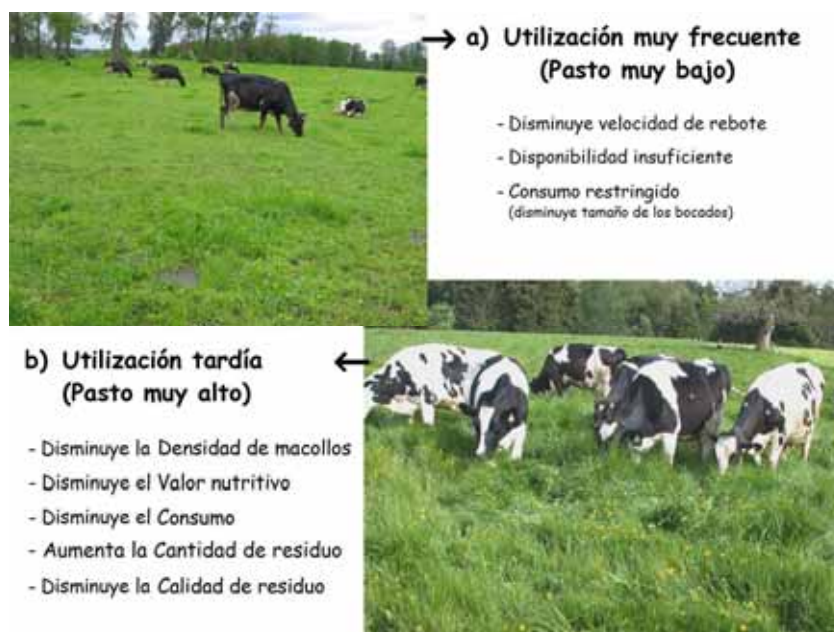 a) Utilización muy frecuente
(Pasto muy bajo)
- Disminuye velocidad de rebote
- Disponibilidad insuficiente
- Consumo restringido
(disminuye tamaño de los bocados)
b) Utilización tardía
(Pasto muy alto)
- Disminuye la Densidad de macollos
- Disminuye el Valor nutritivo
- Disminuye el Consumo
- Aumenta la Cantidad de residuo
- Disminuye la Calidad de residuo